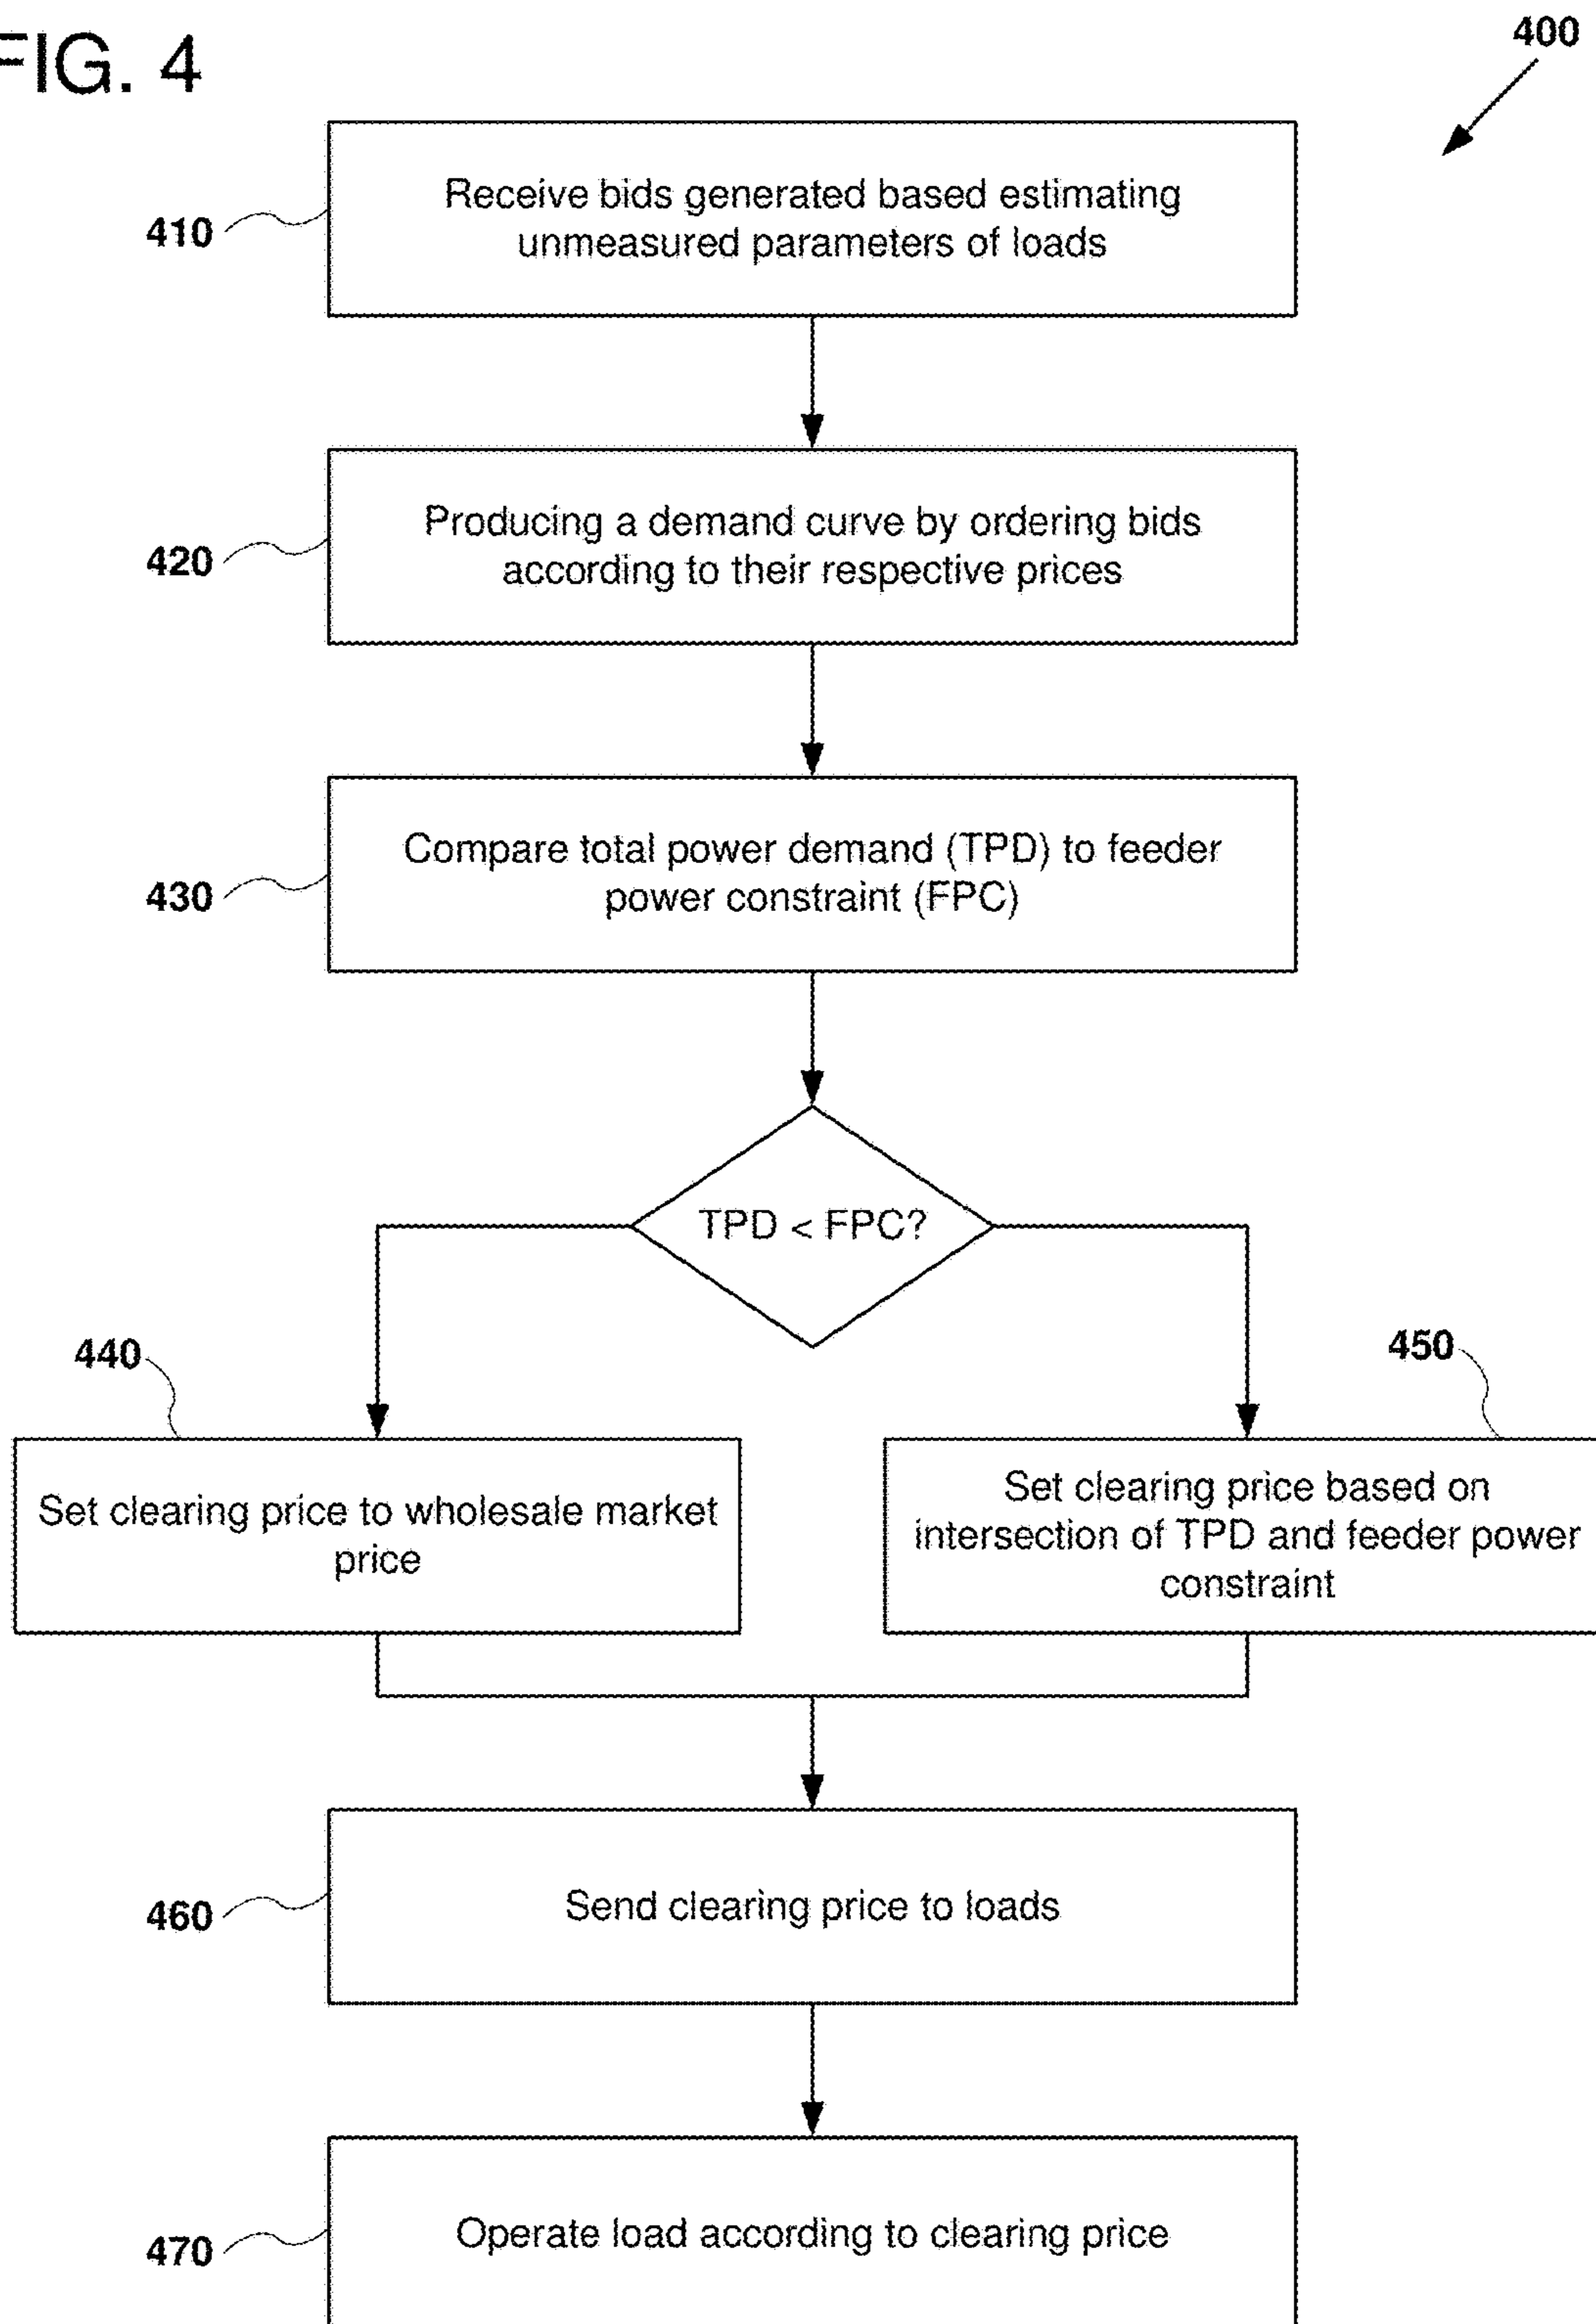 FIG. 4
400
Receive bids generated based estimating
unmeasured parameters of loads
410
Producing a demand curve by ordering bids
according to their respective prices
420
Compare total power demand (TPD) to feeder
power constraint (FPC)
430
TPD < FPC?
440
450
Set clearing price to wholesale market
price
Set clearing price based on
intersection of TPD and feeder power
constraint
Send clearing price to loads
460
Operate load according to clearing price
470